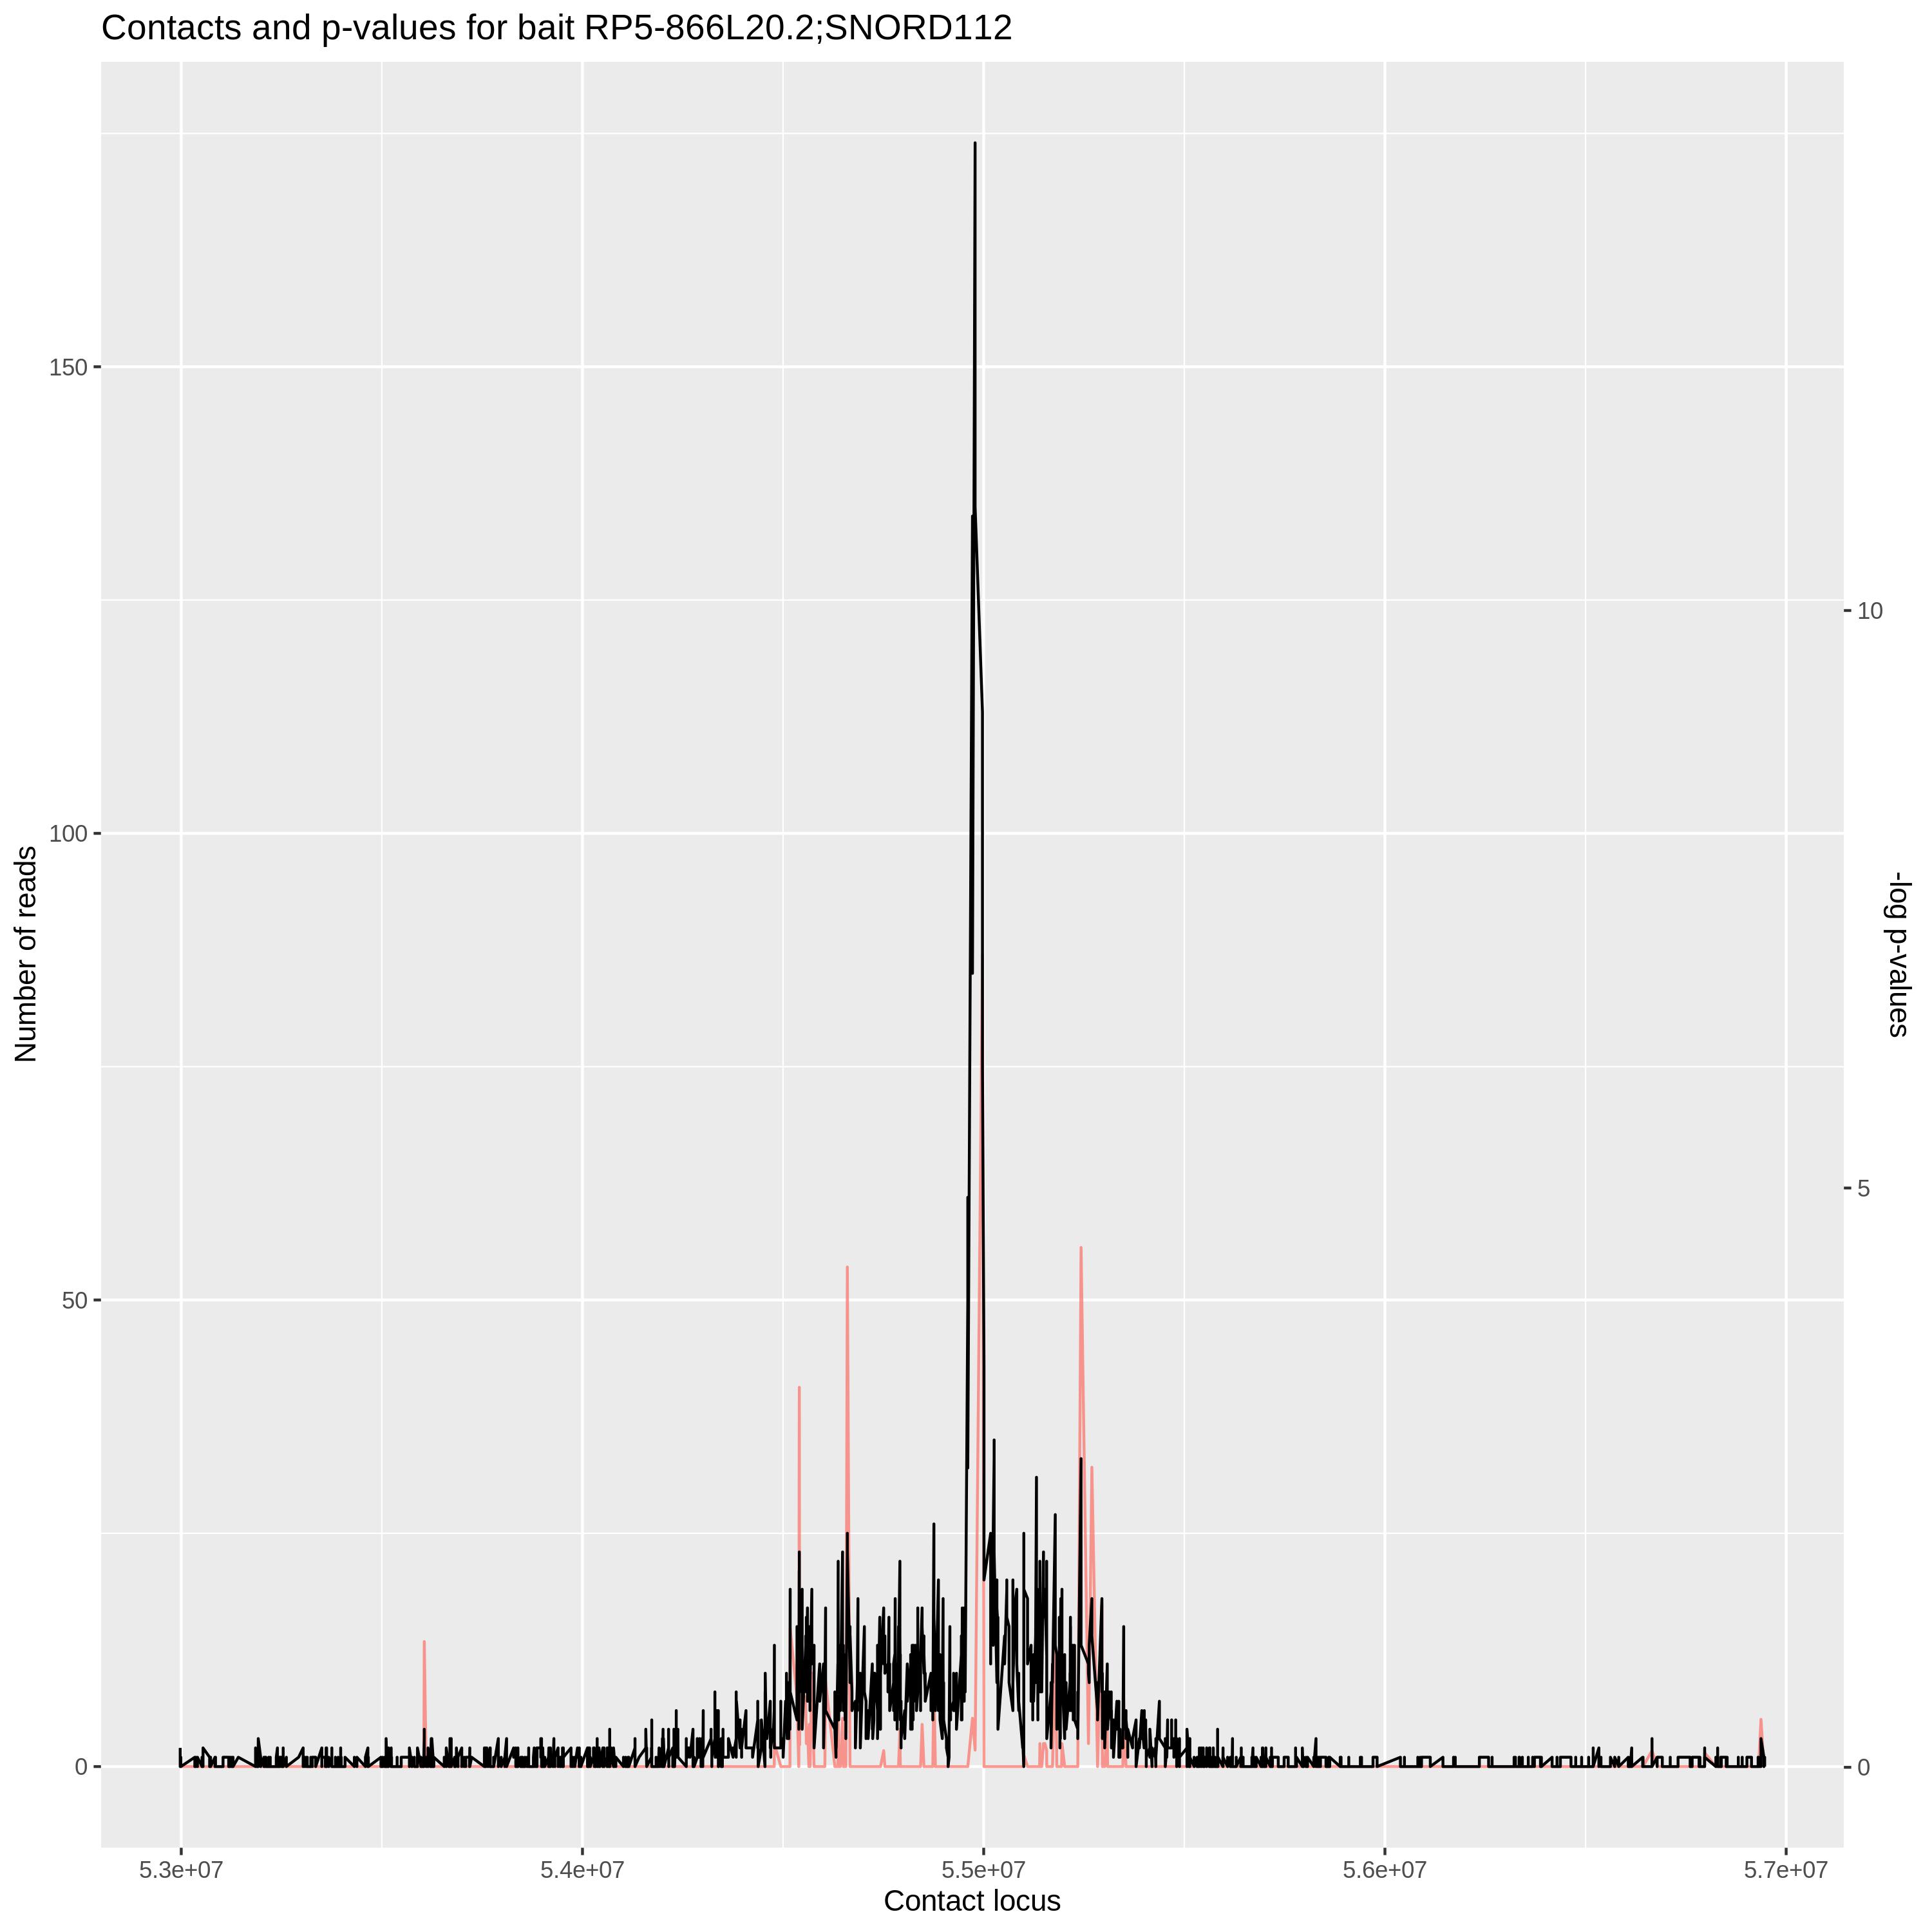 Contacts and p-values for bait RP5-866L20.2;SNORD112
150
100
50
0
Number of reads
10
5
0
-log p-values
5.3e+07
5.4e+07
5.5e+07
5.6e+07
5.7e+07
Contact locus